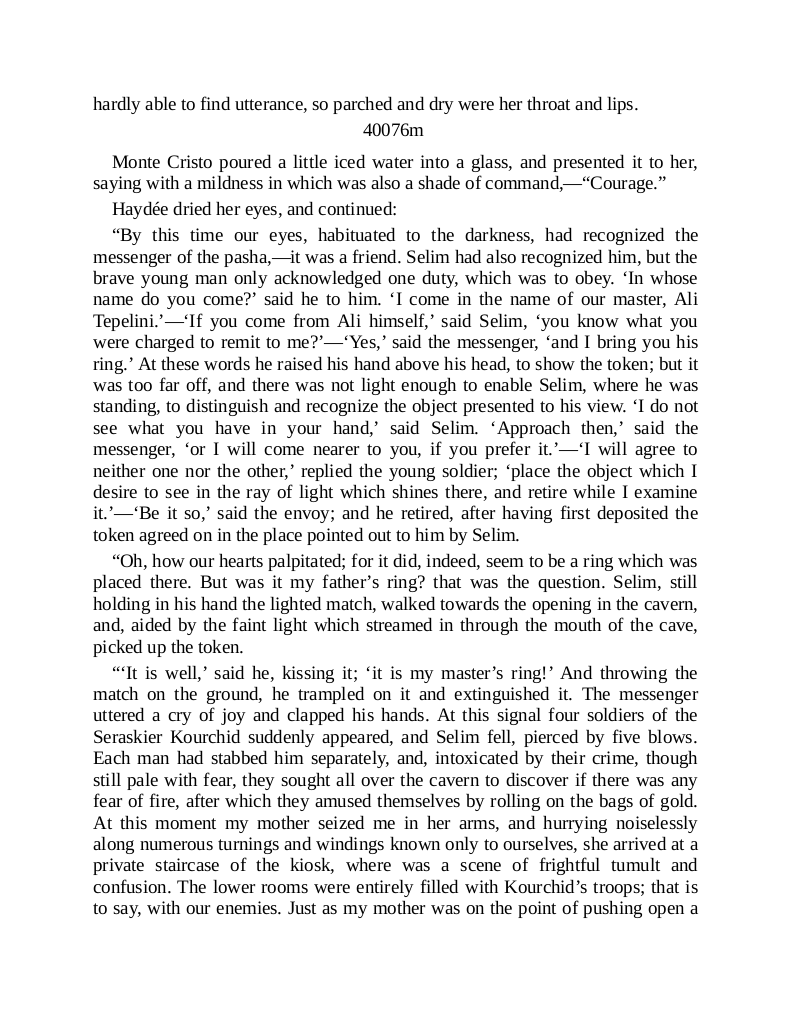 hardly able to find utterance, so parched and dry were her throat and lips.
40076m
Monte Cristo poured a little iced water into a glass, and presented it to her,
saying with a mildness in which was also a shade of command,—“Courage.”
Haydée dried her eyes, and continued:
“By this time our eyes, habituated to the darkness, had recognized the
messenger of the pasha,—it was a friend. Selim had also recognized him, but the
brave young man only acknowledged one duty, which was to obey. ‘In whose
name do you come?’ said he to him. ‘I come in the name of our master, Ali
Tepelini.’—‘If you come from Ali himself,’ said Selim, ‘you know what you
were charged to remit to me?’—‘Yes,’ said the messenger, ‘and I bring you his
ring.’ At these words he raised his hand above his head, to show the token; but it
was too far off, and there was not light enough to enable Selim, where he was
standing, to distinguish and recognize the object presented to his view. ‘I do not
see what you have in your hand,’ said Selim. ‘Approach then,’ said the
messenger, ‘or I will come nearer to you, if you prefer it.’—‘I will agree to
neither one nor the other,’ replied the young soldier; ‘place the object which I
desire to see in the ray of light which shines there, and retire while I examine
it.’—‘Be it so,’ said the envoy; and he retired, after having first deposited the
token agreed on in the place pointed out to him by Selim.
“Oh, how our hearts palpitated; for it did, indeed, seem to be a ring which was
placed there. But was it my father’s ring? that was the question. Selim, still
holding in his hand the lighted match, walked towards the opening in the cavern,
and, aided by the faint light which streamed in through the mouth of the cave,
picked up the token.
“‘It is well,’ said he, kissing it; ‘it is my master’s ring!’ And throwing the
match on the ground, he trampled on it and extinguished it. The messenger
uttered a cry of joy and clapped his hands. At this signal four soldiers of the
Seraskier Kourchid suddenly appeared, and Selim fell, pierced by five blows.
Each man had stabbed him separately, and, intoxicated by their crime, though
still pale with fear, they sought all over the cavern to discover if there was any
fear of fire, after which they amused themselves by rolling on the bags of gold.
At this moment my mother seized me in her arms, and hurrying noiselessly
along numerous turnings and windings known only to ourselves, she arrived at a
private staircase of the kiosk, where was a scene of frightful tumult and
confusion. The lower rooms were entirely filled with Kourchid’s troops; that is
to say, with our enemies. Just as my mother was on the point of pushing open a